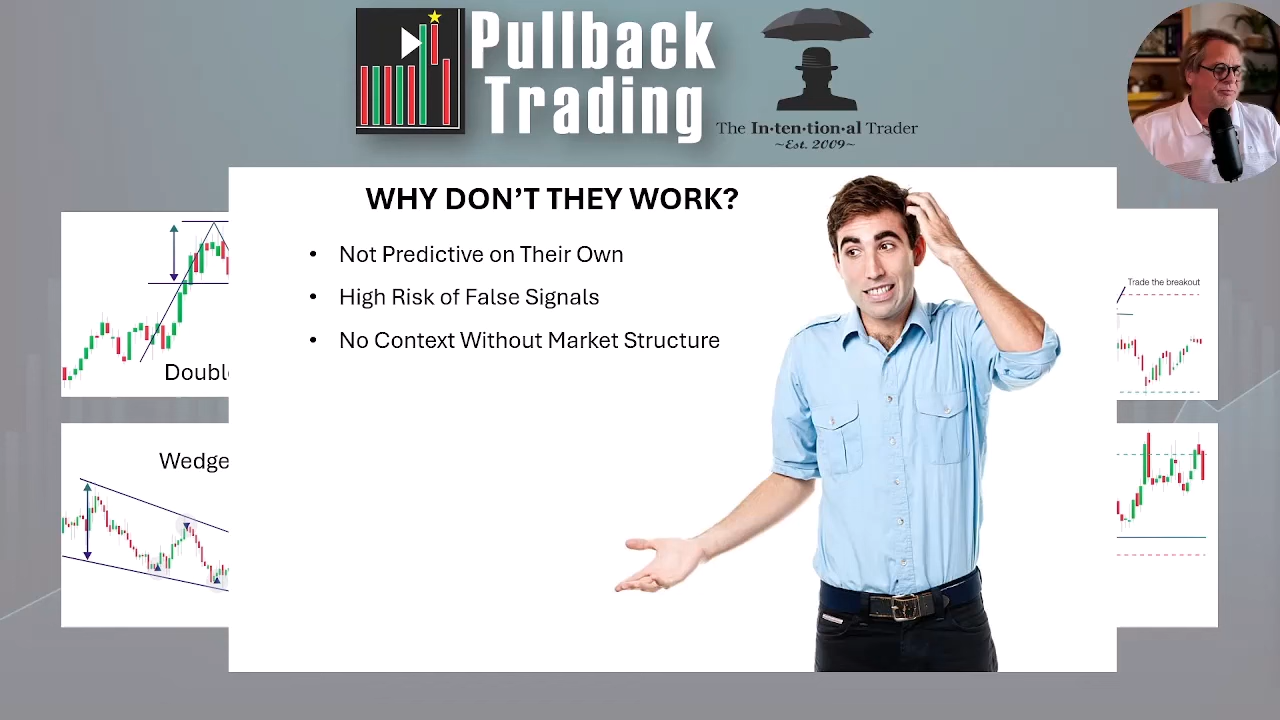 Pullback
Trading
The In•ten•tion•al Trader
~Est. 2009~
WHY DON'T THEY WORK?
• Not Predictive on Their Own
• High Risk of False Signals
• No Context Without Market Structure
Trade the breakout
Doubl
Wedge